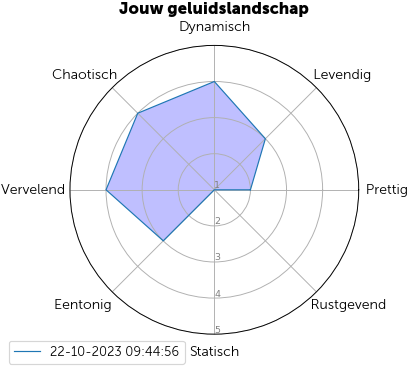 Jouw geluidslandschap
Dynamisch
Chaotisch
Levendig
Vervelend
Prettig
1
2
3
4
5
Eentonig
Rustgevend
Statisch
22-10-2023 09:44:56